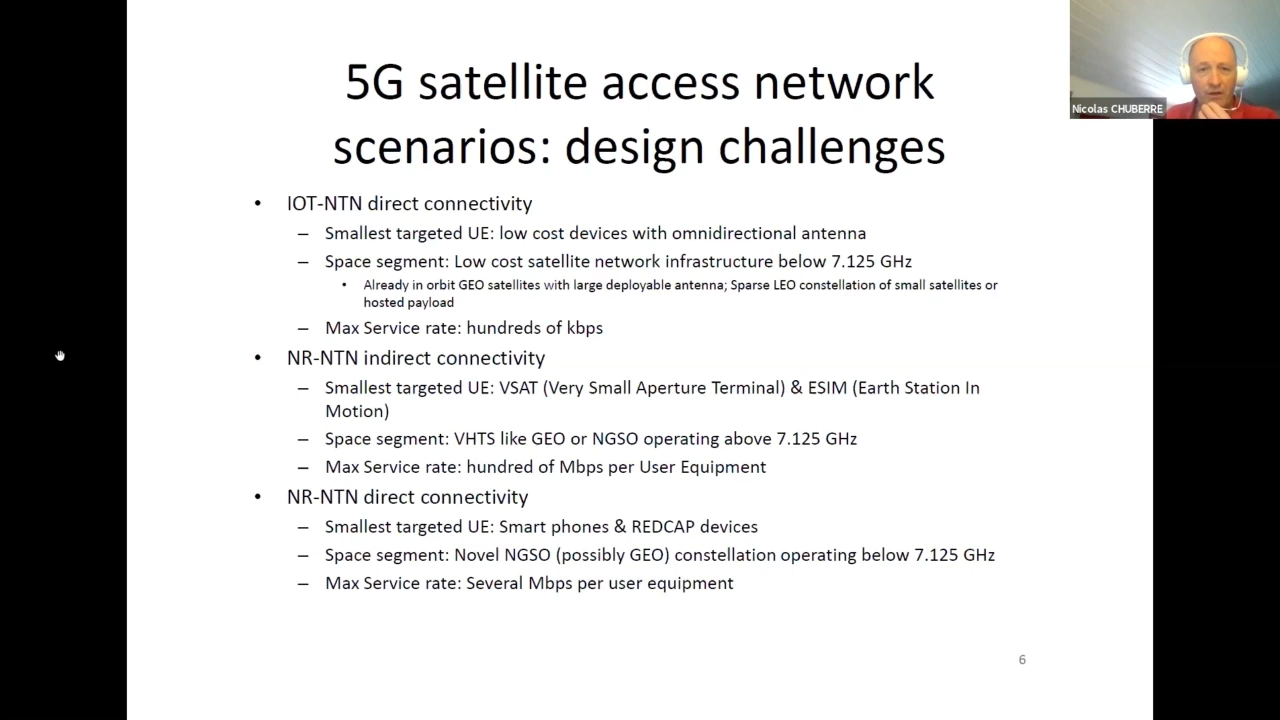 5G satellite access network
scenarios: design challenges
Nicolas CHUBERRE
• IOT-NTN direct connectivity
– Smallest targeted UE: low cost devices with omnidirectional antenna
– Space segment: Low cost satellite network infrastructure below 7.125 GHz
• Already in orbit GEO satellites with large deployable antenna; Sparse LEO constellation of small satellites or
hosted payload
– Max Service rate: hundreds of kbps
• NR-NTN indirect connectivity
– Smallest targeted UE: VSAT (Very Small Aperture Terminal) & ESIM (Earth Station In
Motion)
– Space segment: VHTS like GEO or NGSO operating above 7.125 GHz
– Max Service rate: hundred of Mbps per User Equipment
• NR-NTN direct connectivity
– Smallest targeted UE: Smart phones & REDCAP devices
– Space segment: Novel NGSO (possibly GEO) constellation operating below 7.125 GHz
– Max Service rate: Several Mbps per user equipment
6